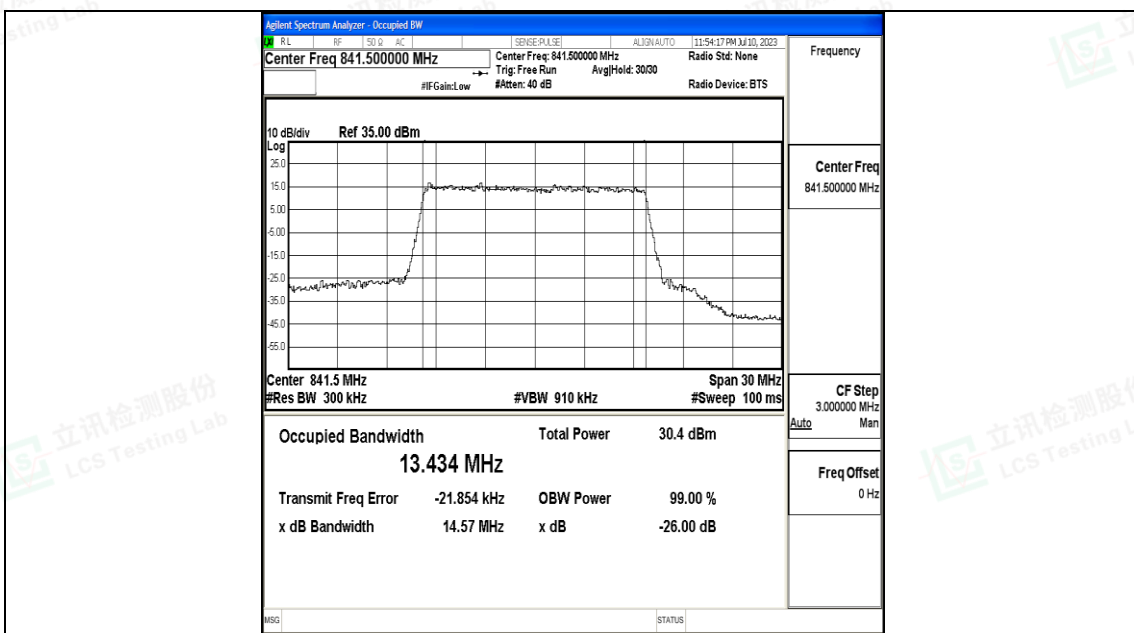 Agilent Spectrum Analyzer - Occupied BW
RL RF 50 Ω AC SENSE:PULSE ALIGN AUTO 11:54:17 PM Jul 10, 2023
Center Freq 841.500000 MHz
Center Freq: 841.500000 MHz
Radio Std: None
Trig: Free Run Avg|Hold: 30/30
#IFGain:Low
#Atten: 40 dB
Radio Device: BTS
10 dB/div Ref 35.00 dBm
Log
25.0
15.0
5.00
-5.00
-15.0
-25.0
-35.0
-45.0
-55.0
Center 841.5 MHz
Span 30 MHz
#Res BW 300 kHz
#VBW 910 kHz
#Sweep 100 ms
Occupied Bandwidth
13.434 MHz
Total Power 30.4 dBm
Transmit Freq Error -21.854 kHz
OBW Power 99.00 %
x dB Bandwidth 14.57 MHz
x dB -26.00 dB
MSG
STATUS
Frequency
Center Freq
841.500000 MHz
CF Step
3.000000 MHz
Auto Man
Freq Offset
0 Hz
立讯检测股份
LCS Testing Lab
立讯检测股份
LCS Testing L